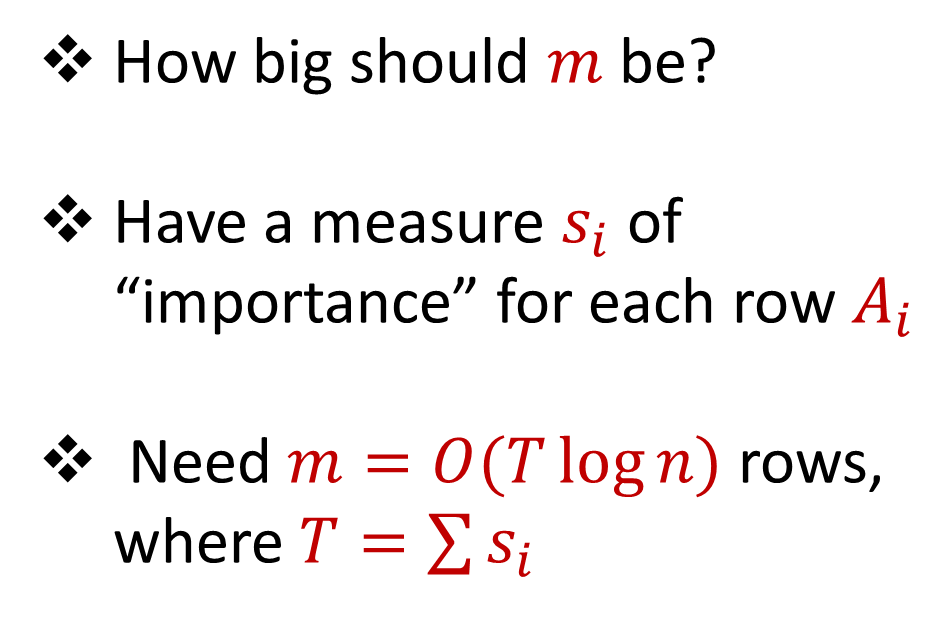 ❖ How big should m be?
❖ Have a measure sᵢ of
“importance” for each row Aᵢ
❖ Need m = O(T log n) rows,
where T = ∑ sᵢ